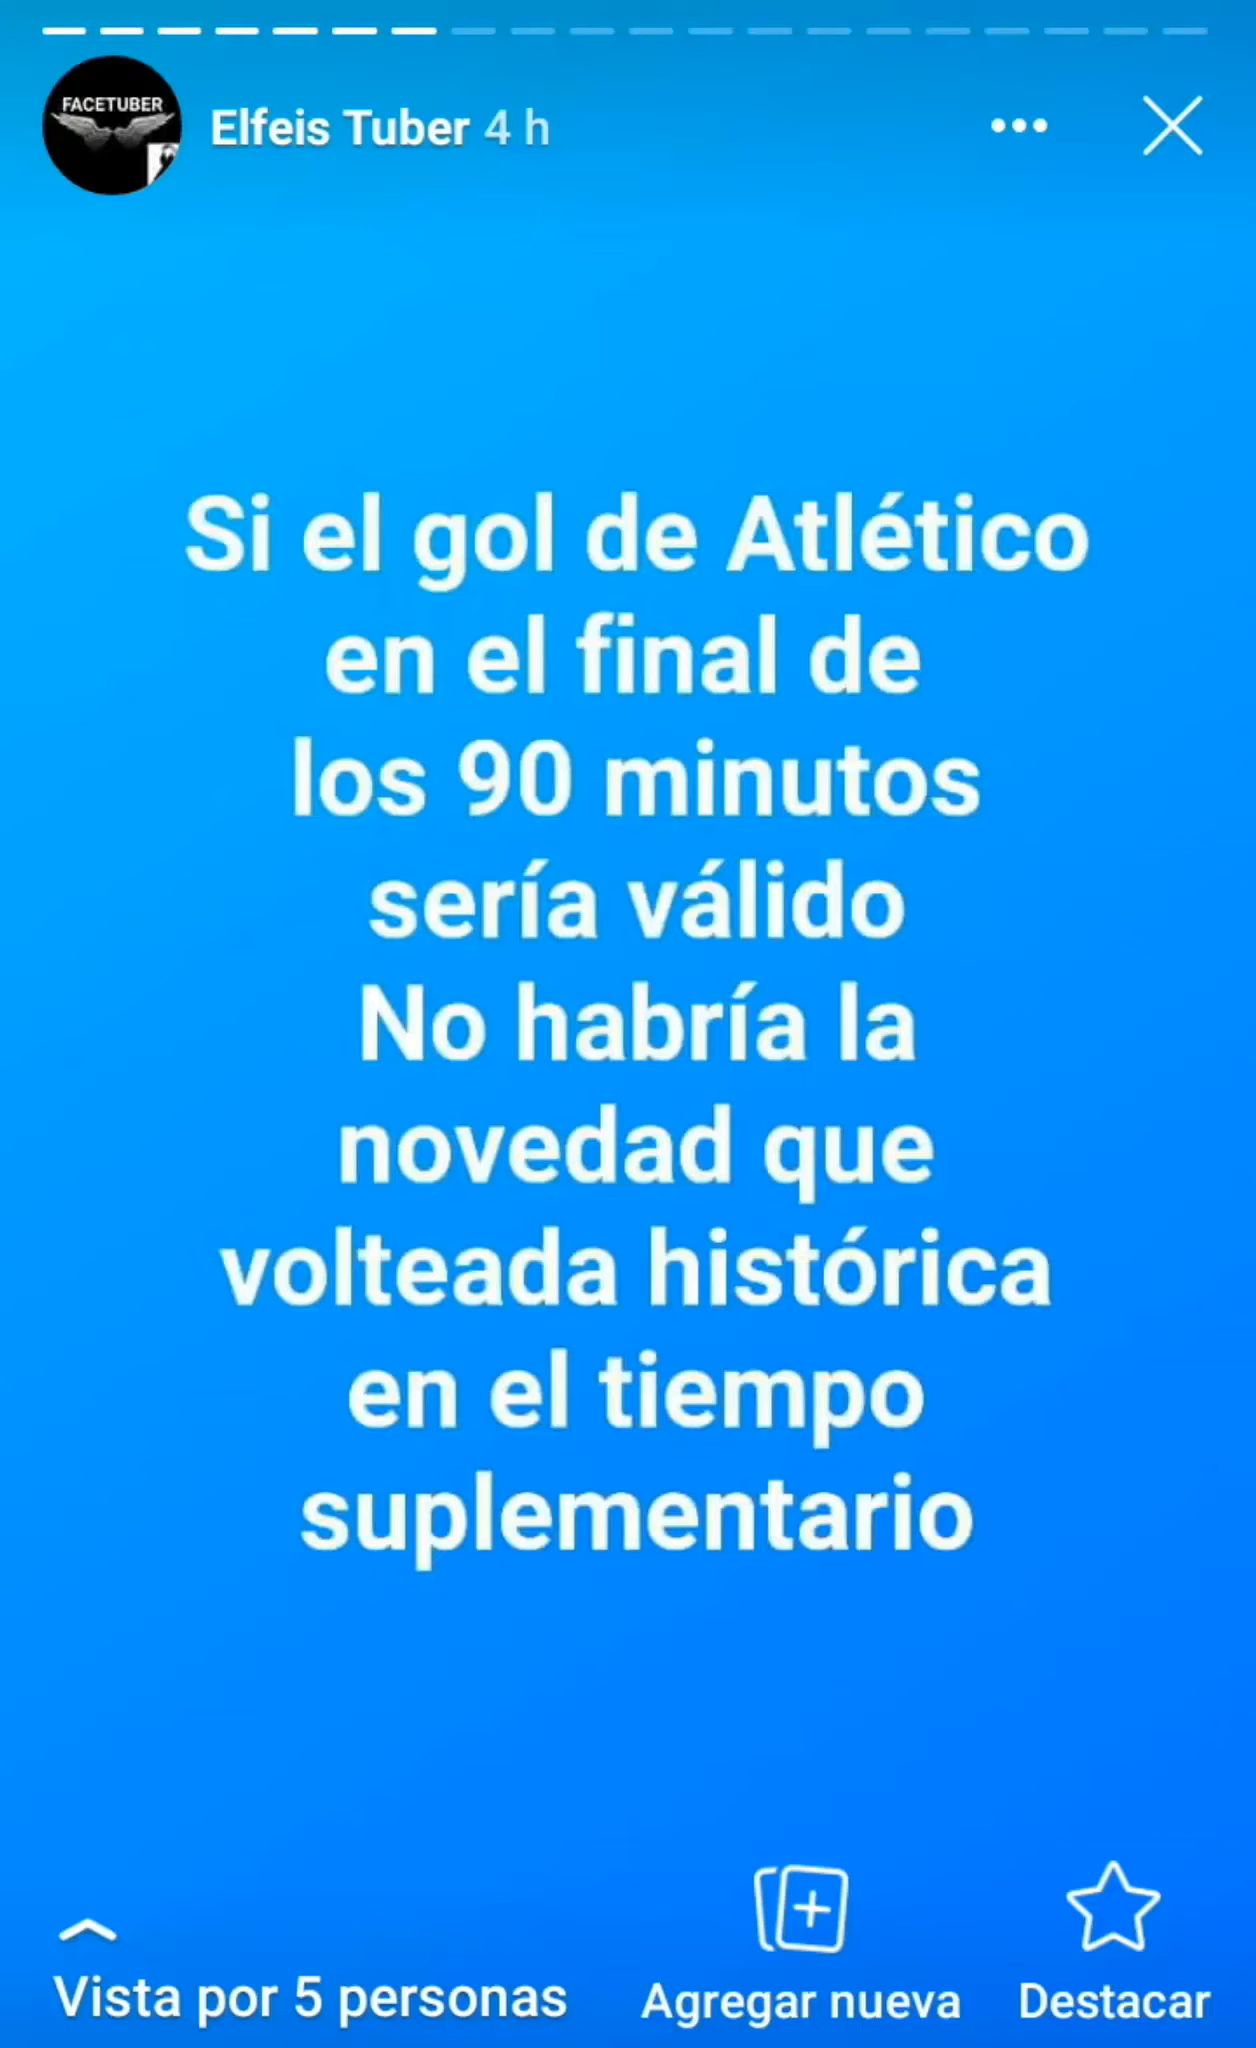 FACETUBER
Elfeis Tuber 4 h
Si el gol de Atlético
en el final de
los 90 minutos
sería válido
No habría la
novedad que
volteada histórica
en el tiempo
suplementario
Vista por 5 personas
Agregar nueva
Destacar